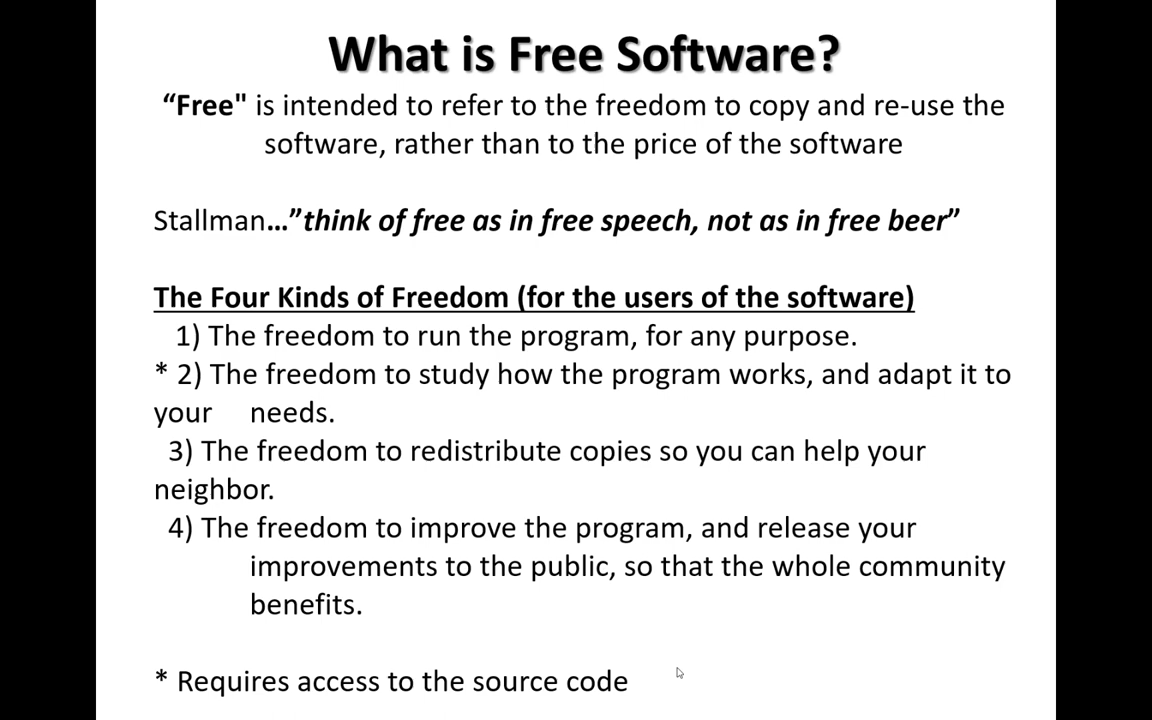 What is Free Software?
“Free" is intended to refer to the freedom to copy and re-use the
software, rather than to the price of the software
Stallman…”think of free as in free speech, not as in free beer”
The Four Kinds of Freedom (for the users of the software)
1) The freedom to run the program, for any purpose.
* 2) The freedom to study how the program works, and adapt it to
your needs.
3) The freedom to redistribute copies so you can help your
neighbor.
4) The freedom to improve the program, and release your
improvements to the public, so that the whole community
benefits.
* Requires access to the source code